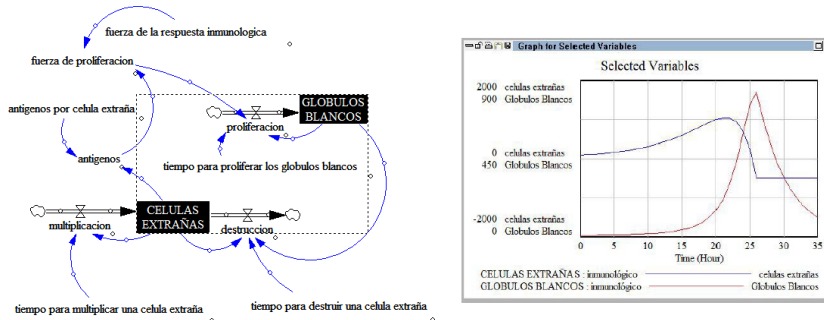 fuerza de la respuesta inmunologica
fuerza de proliferacion
antigenos por celula extraña
GLOBULOS
BLANCOS
proliferacion
antigenos
tiempo para proliferar los globulos blancos
CELULAS
EXTRAÑAS
multiplicacion
destruccion
tiempo para multiplicar una celula extraña
tiempo para destruir una celula extraña
Graph for Selected Variables
Selected Variables
2000 celulas extrañas
900 Globulos Blancos
0 celulas extrañas
450 Globulos Blancos
-2000 celulas extrañas
0 Globulos Blancos
0 5 10 15 20 25 30 35
Time (Hour)
CELULAS EXTRAÑAS : inmunológico celulas extrañas
GLOBULOS BLANCOS : inmunológico Globulos Blancos